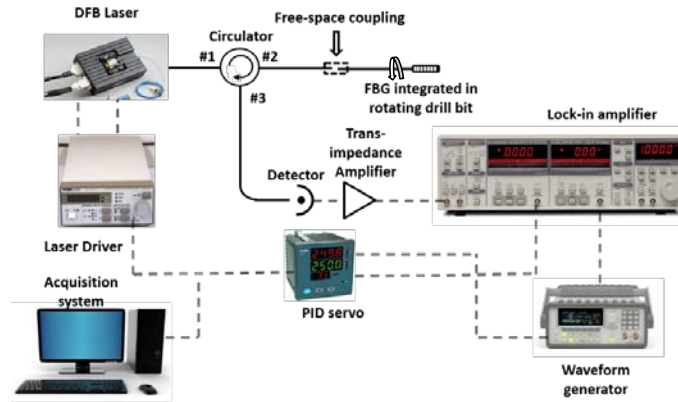 DFB Laser
Free-space coupling
Circulator
#1
#2
#3
FBG integrated in
rotating drill bit
Lock-in amplifier
Trans-
impedance
Amplifier
Detector
Laser Driver
Acquisition
system
PID servo
Waveform
generator